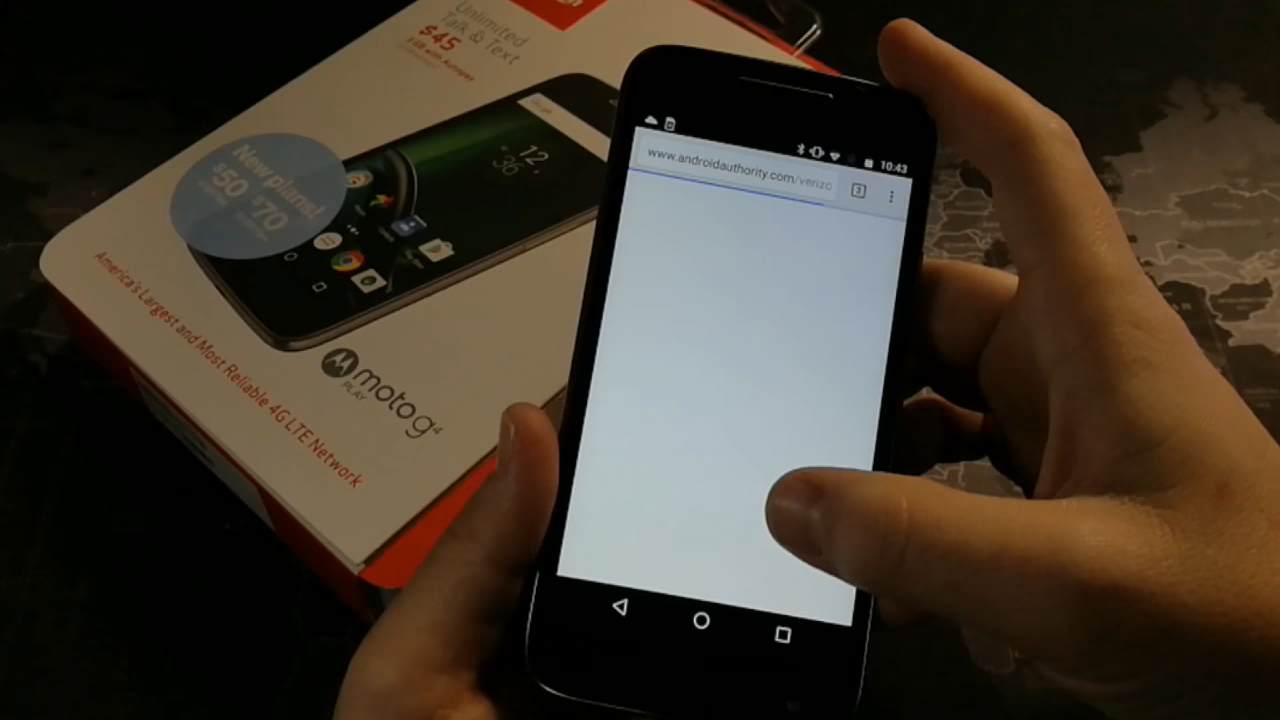 Unlimited
Talk & Text
$45
New plans!
$50
$70
12
36
America's Largest and Most Reliable 4G LTE Network
moto g4
PLAY
10:43
www.androidauthority.com/verizo
3